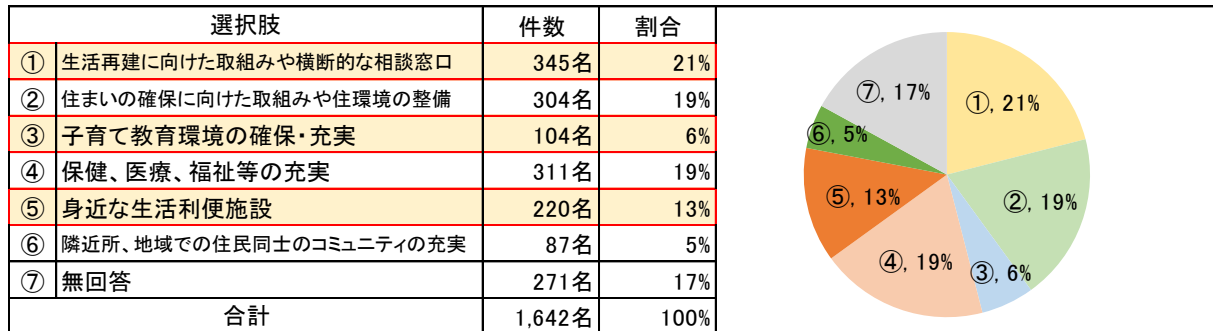 選択肢 件数 割合
① 生活再建に向けた取組みや横断的な相談窓口 345名 21%
② 住まいの確保に向けた取組みや住環境の整備 304名 19%
③ 子育て教育環境の確保・充実 104名 6%
④ 保健、医療、福祉等の充実 311名 19%
⑤ 身近な生活利便施設 220名 13%
⑥ 隣近所、地域での住民同士のコミュニティの充実 87名 5%
⑦ 無回答 271名 17%
合計 1,642名 100%
①, 21%
②, 19%
③, 6%
④, 19%
⑤, 13%
⑥, 5%
⑦, 17%